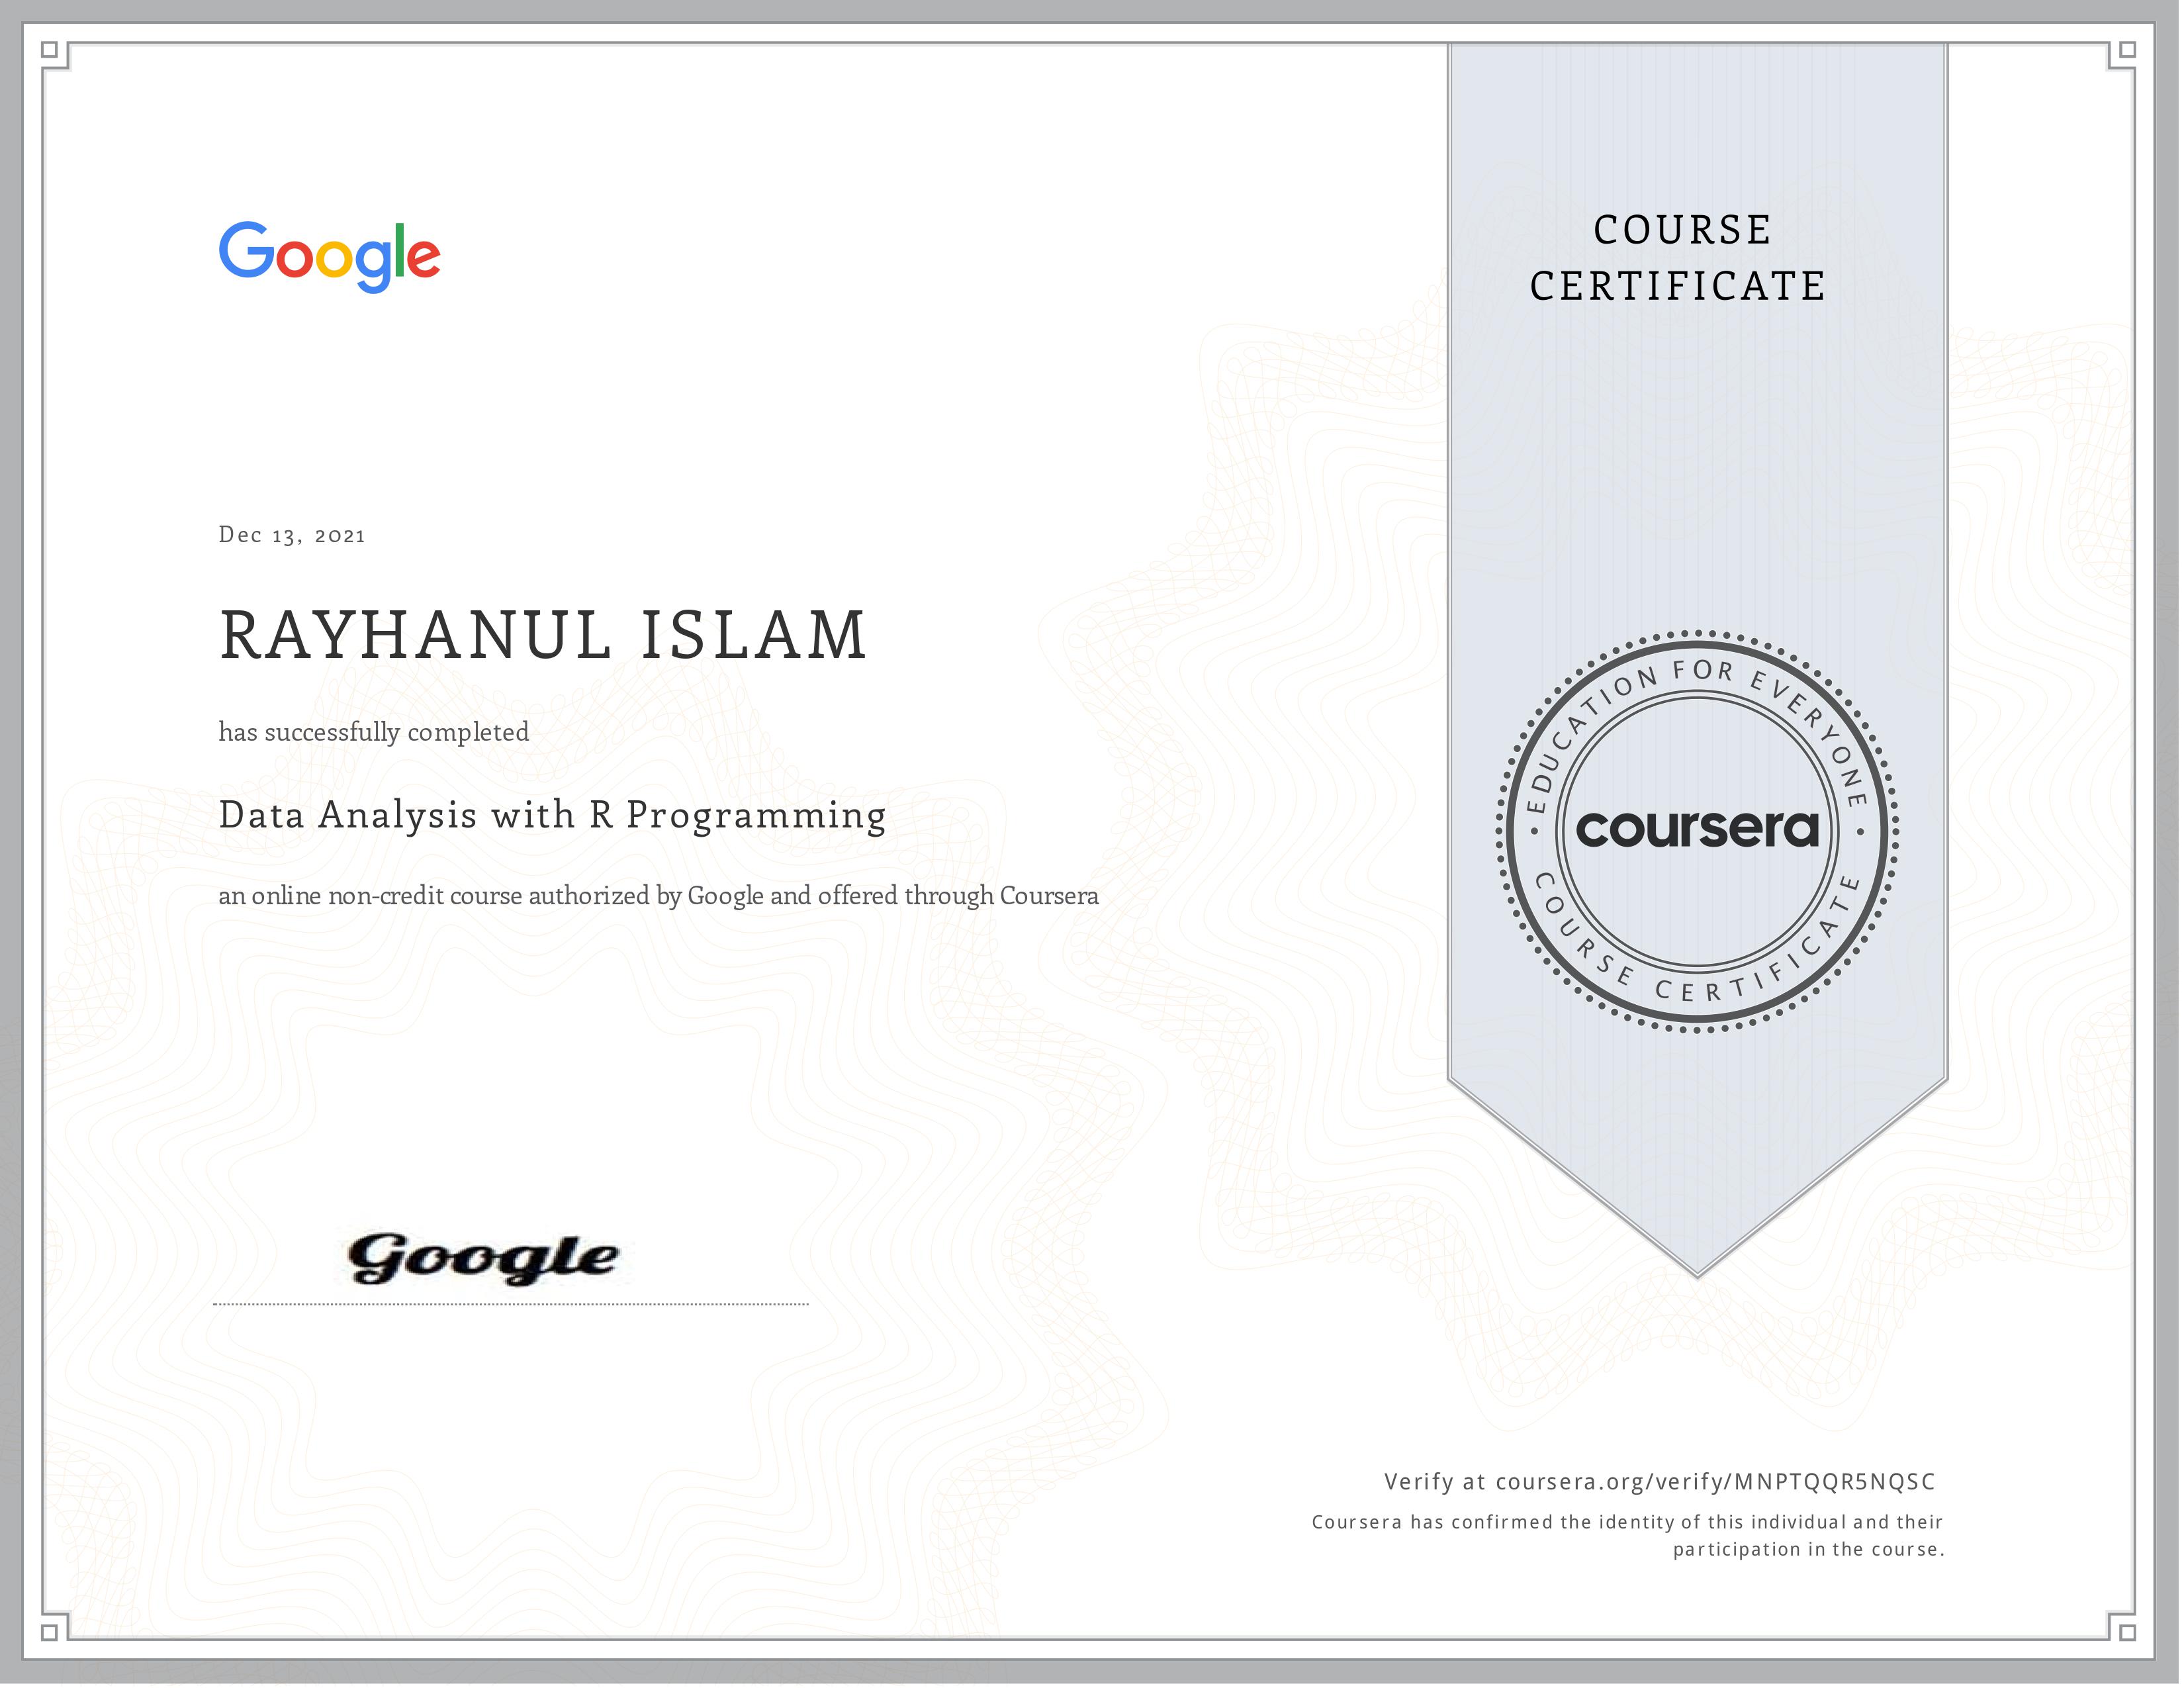 Google
COURSE
CERTIFICATE
Dec 13, 2021
RAYHANUL ISLAM
has successfully completed
Data Analysis with R Programming
an online non-credit course authorized by Google and offered through Coursera
EDUCATION FOR EVERYONE
coursera
COURSE CERTIFICATE
Google
Verify at coursera.org/verify/MNPTQQR5NQSC
Coursera has confirmed the identity of this individual and their
participation in the course.